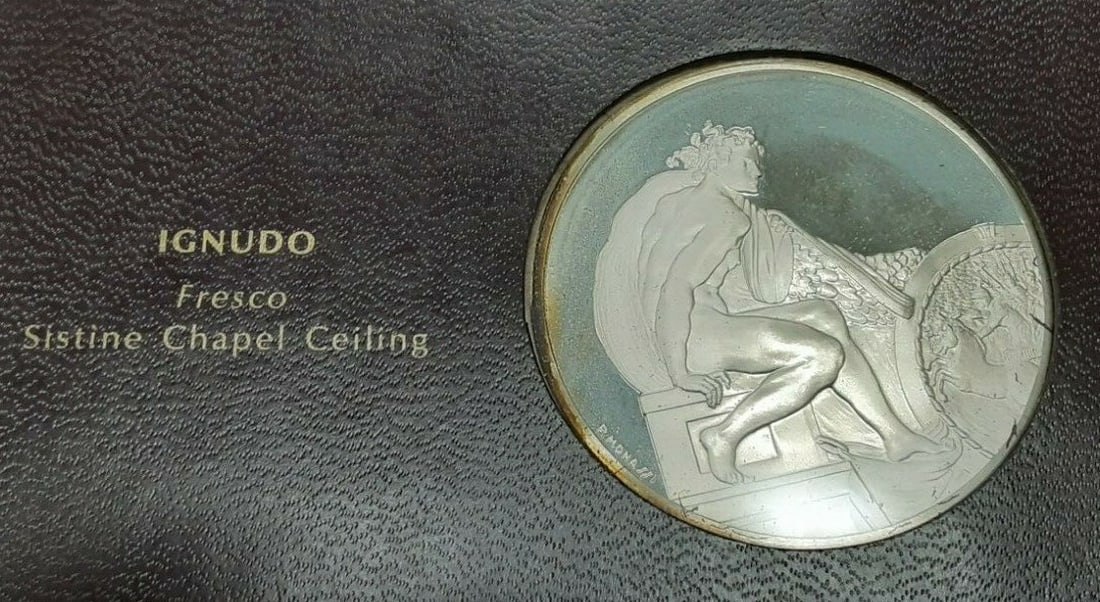 IGNUDO
Fresco
Sistine Chapel Ceiling